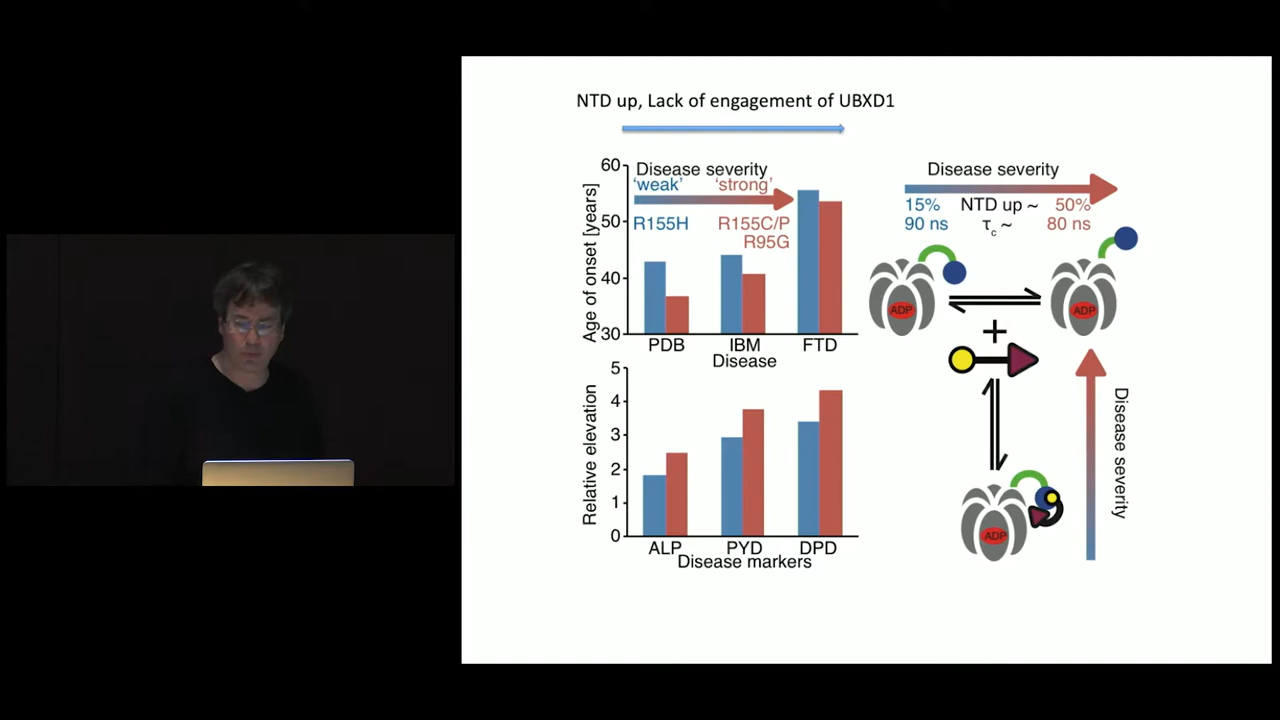 NTD up, Lack of engagement of UBXD1
60
50
40
30
Age of onset [years]
Disease severity
'weak'
'strong'
R155H
R155C/P
R95G
PDB
IBM
FTD
Disease
5
4
3
2
1
0
Relative elevation
ALP
PYD
DPD
Disease markers
Disease severity
15%
NTD up ~
50%
90 ns
τc ~
80 ns
ADP
ADP
+
ADP
Disease severity